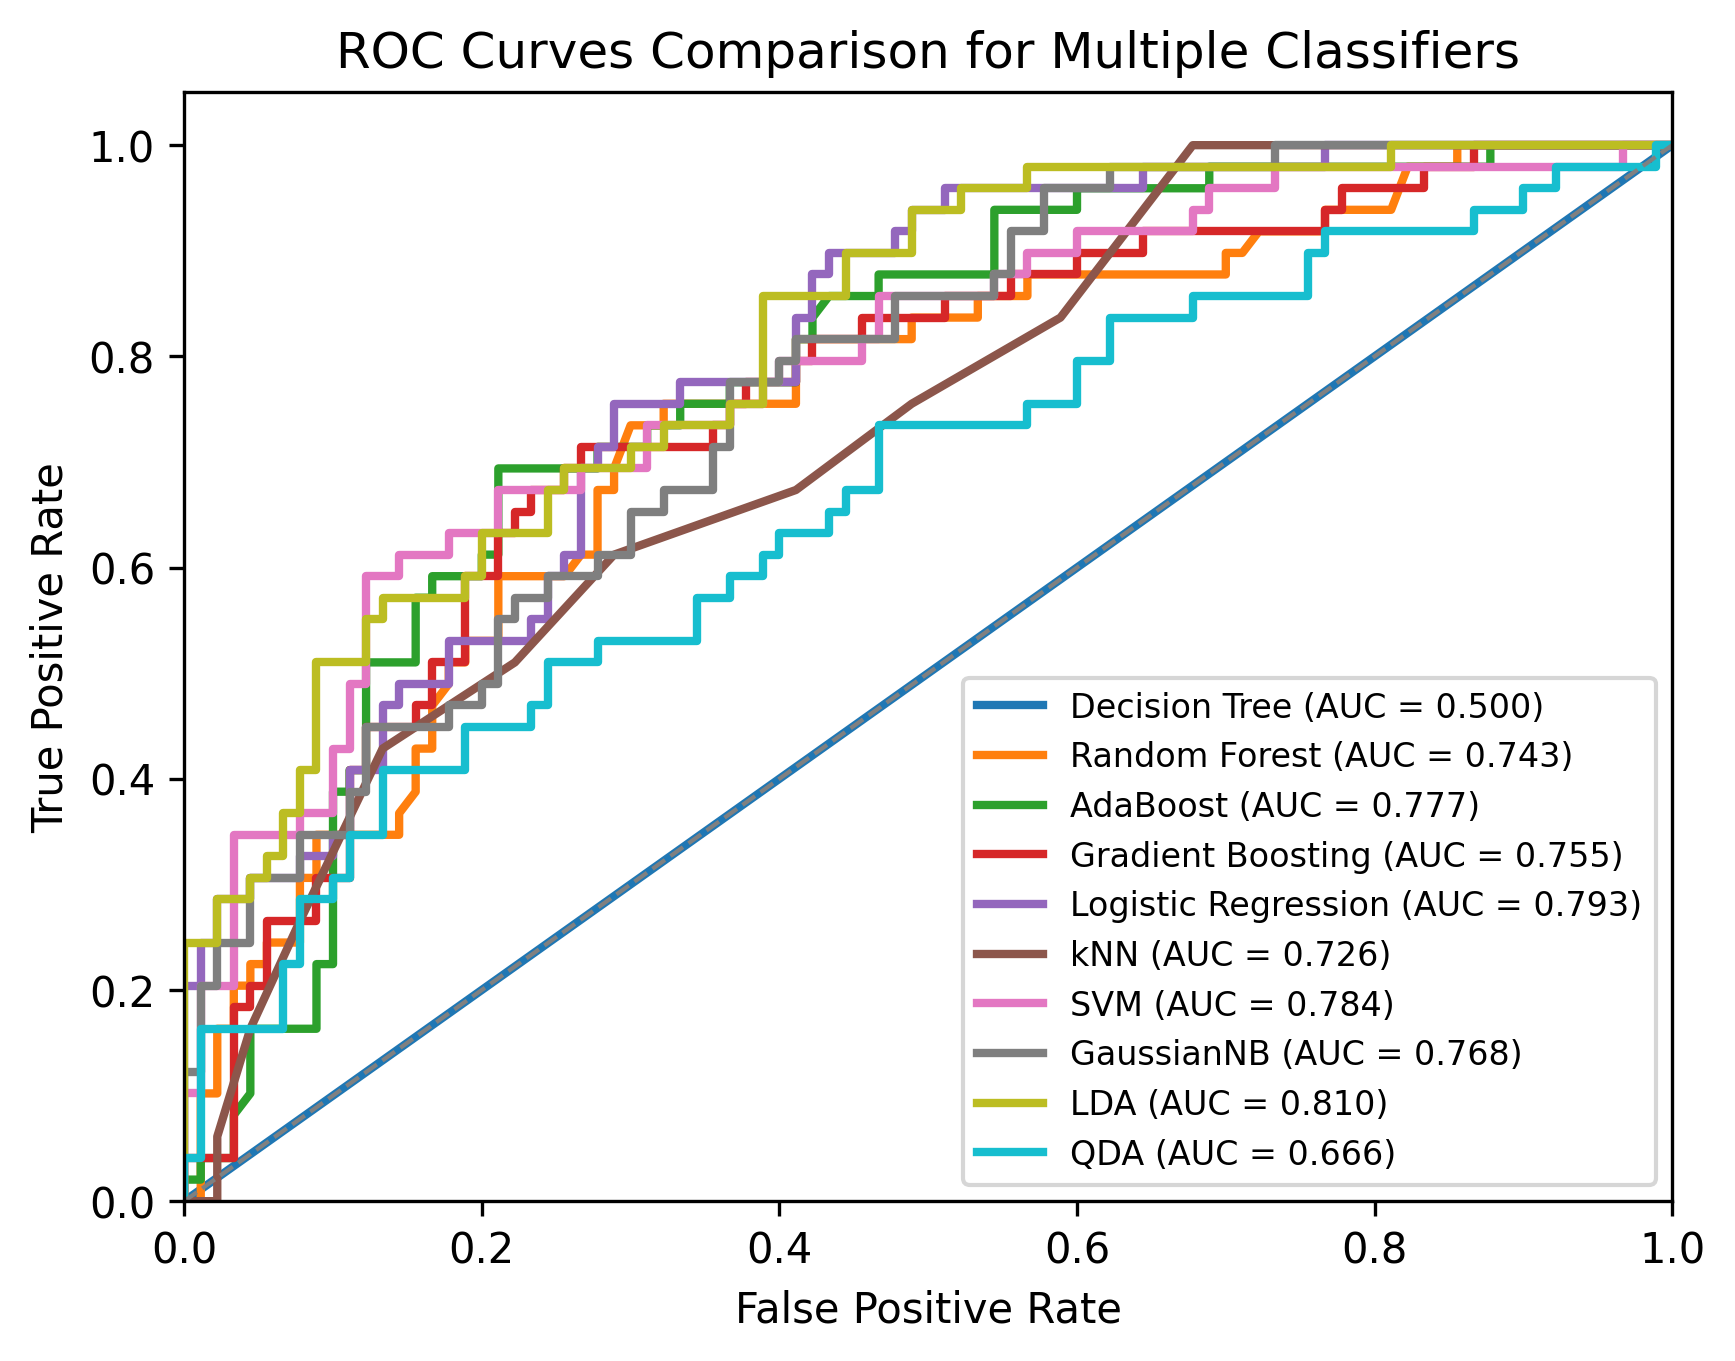 ROC Curves Comparison for Multiple Classifiers
True Positive Rate
1.0
0.8
0.6
0.4
0.2
0.0
Decision Tree (AUC = 0.500)
Random Forest (AUC = 0.743)
AdaBoost (AUC = 0.777)
Gradient Boosting (AUC = 0.755)
Logistic Regression (AUC = 0.793)
kNN (AUC = 0.726)
SVM (AUC = 0.784)
GaussianNB (AUC = 0.768)
LDA (AUC = 0.810)
QDA (AUC = 0.666)
0.0 0.2 0.4 0.6 0.8 1.0
False Positive Rate